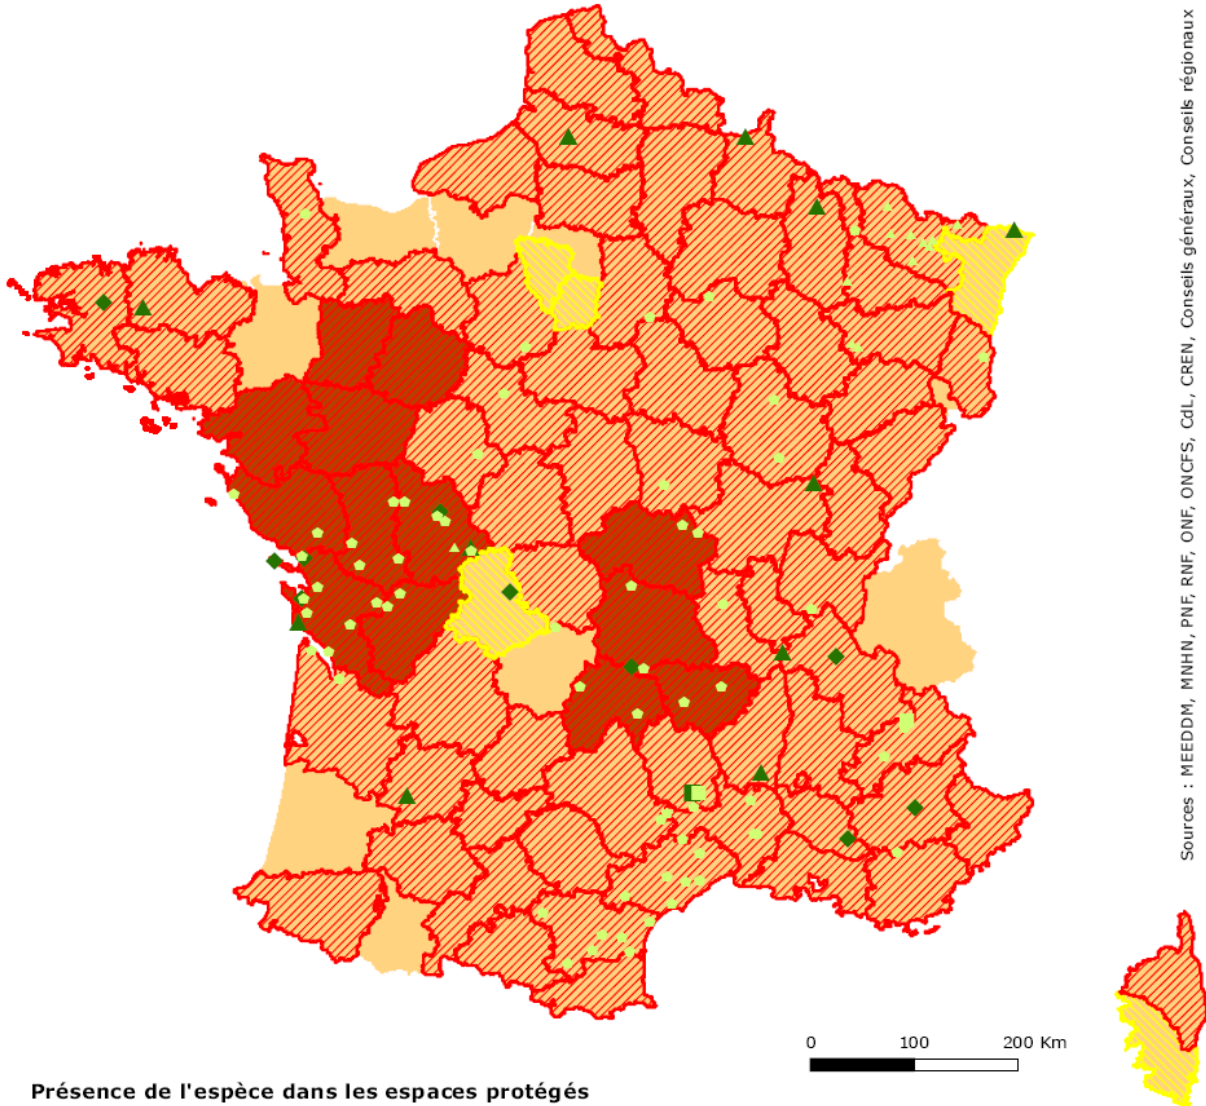 Sources : MEEDDM, MNHN, PNF, RNF, ONF, ONCFS, CdL, CREN, Conseils généraux, Conseils régionaux
0 100 200 Km
Présence de l'espèce dans les espaces protégés